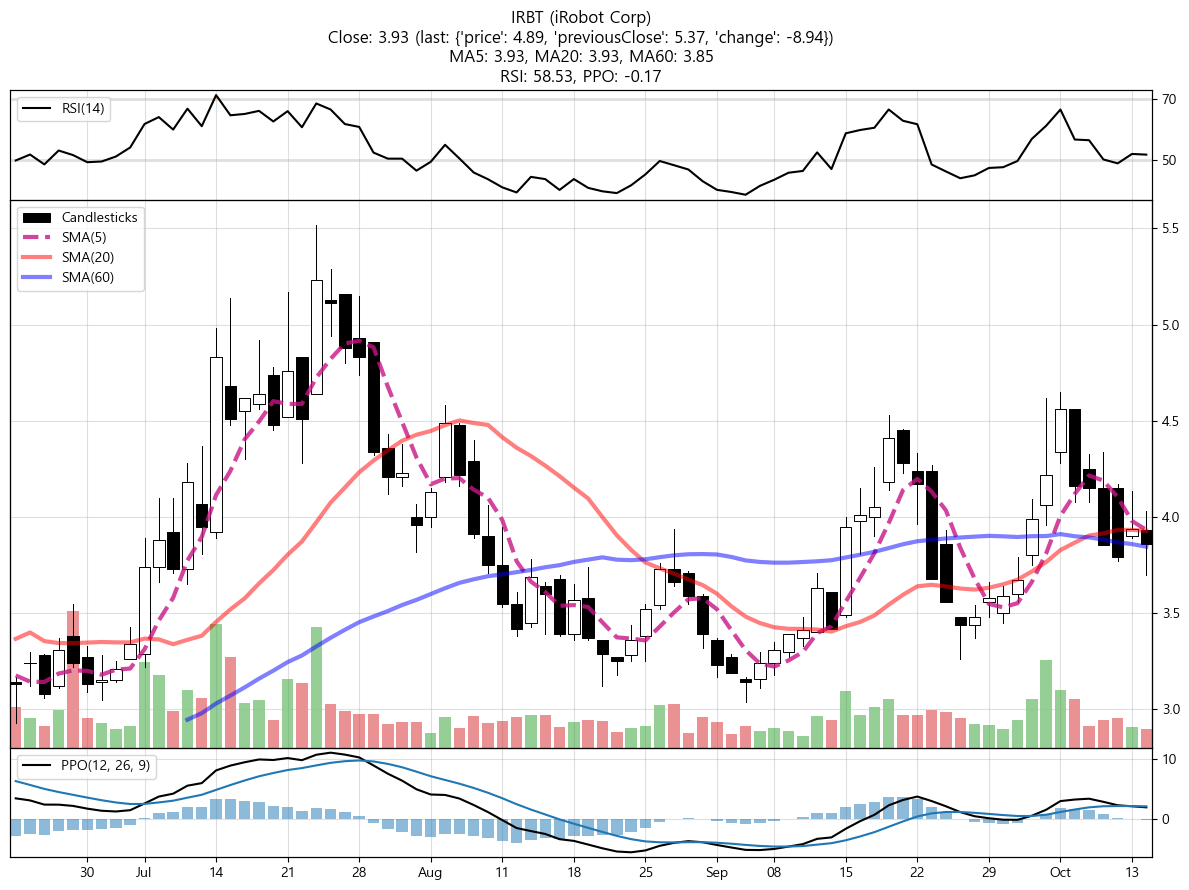 IRBT (iRobot Corp)
Close: 3.93 (last: {'price': 4.89, 'previousClose': 5.37, 'change': -8.94})
MA5: 3.93, MA20: 3.93, MA60: 3.85
RSI: 58.53, PPO: -0.17
RSI(14)
70
50
Candlesticks
SMA(5)
SMA(20)
SMA(60)
5.5
5.0
4.5
4.0
3.5
3.0
PPO(12, 26, 9)
10
0
30 Jul 14 21 28 Aug 11 18 25 Sep 08 15 22 29 Oct 13